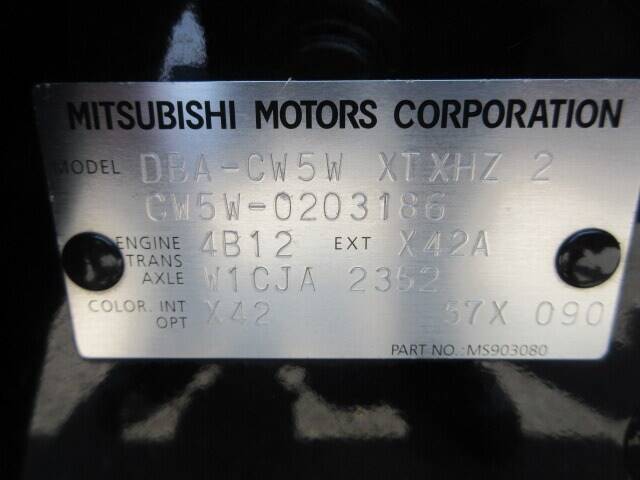 MITSUBISHI MOTORS CORPORATION
MODEL DBA-CW5W XTXHZ 2
CW5W-0203186
ENGINE 4B12 EXT X42A
TRANS AXLE W1CJA 2352
COLOR. INT OPT X42 57X 090
PART NO.:MS903080